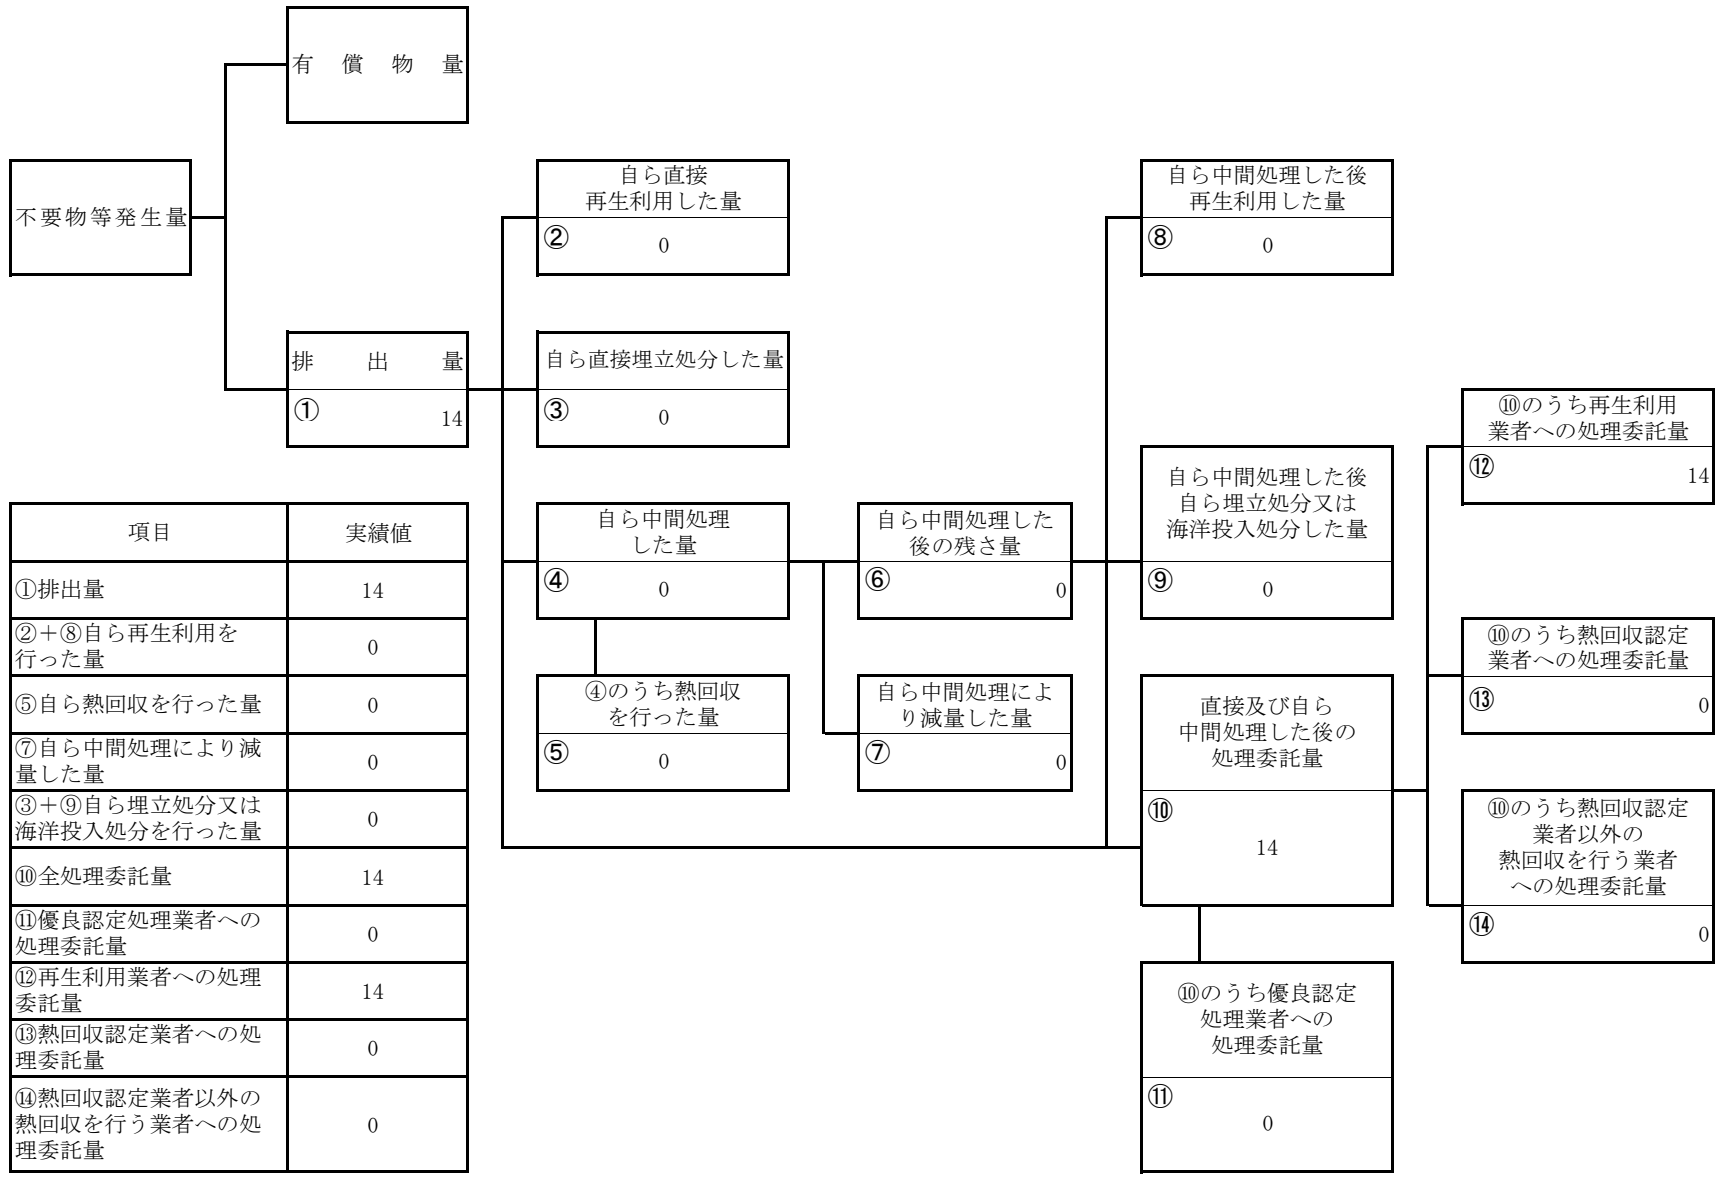 有償物量
不要物等発生量
排出量
①
14
自ら直接
再生利用した量
②
0
自ら直接埋立処分した量
③
0
自ら中間処理
した量
④
0
④のうち熱回収
を行った量
⑤
0
自ら中間処理した
後の残さ量
⑥
0
自ら中間処理によ
り減量した量
⑦
0
自ら中間処理した後
再生利用した量
⑧
0
自ら中間処理した後
自ら埋立処分又は
海洋投入処分した量
⑨
0
直接及び自ら
中間処理した後の
処理委託量
⑩
14
⑩のうち優良認定
処理業者への
処理委託量
⑪
0
⑩のうち再生利用
業者への処理委託量
⑫
14
⑩のうち熱回収認定
業者への処理委託量
⑬
0
⑩のうち熱回収認定
業者以外の
熱回収を行う業者
への処理委託量
⑭
0
項目
実績値
①排出量
14
②＋⑧自ら再生利用を
行った量
0
⑤自ら熱回収を行った量
0
⑦自ら中間処理により減
量した量
0
③＋⑨自ら埋立処分又は
海洋投入処分を行った量
0
⑩全処理委託量
14
⑪優良認定処理業者への
処理委託量
0
⑫再生利用業者への処理
委託量
14
⑬熱回収認定業者への処
理委託量
0
⑭熱回収認定業者以外の
熱回収を行う業者への処
理委託量
0